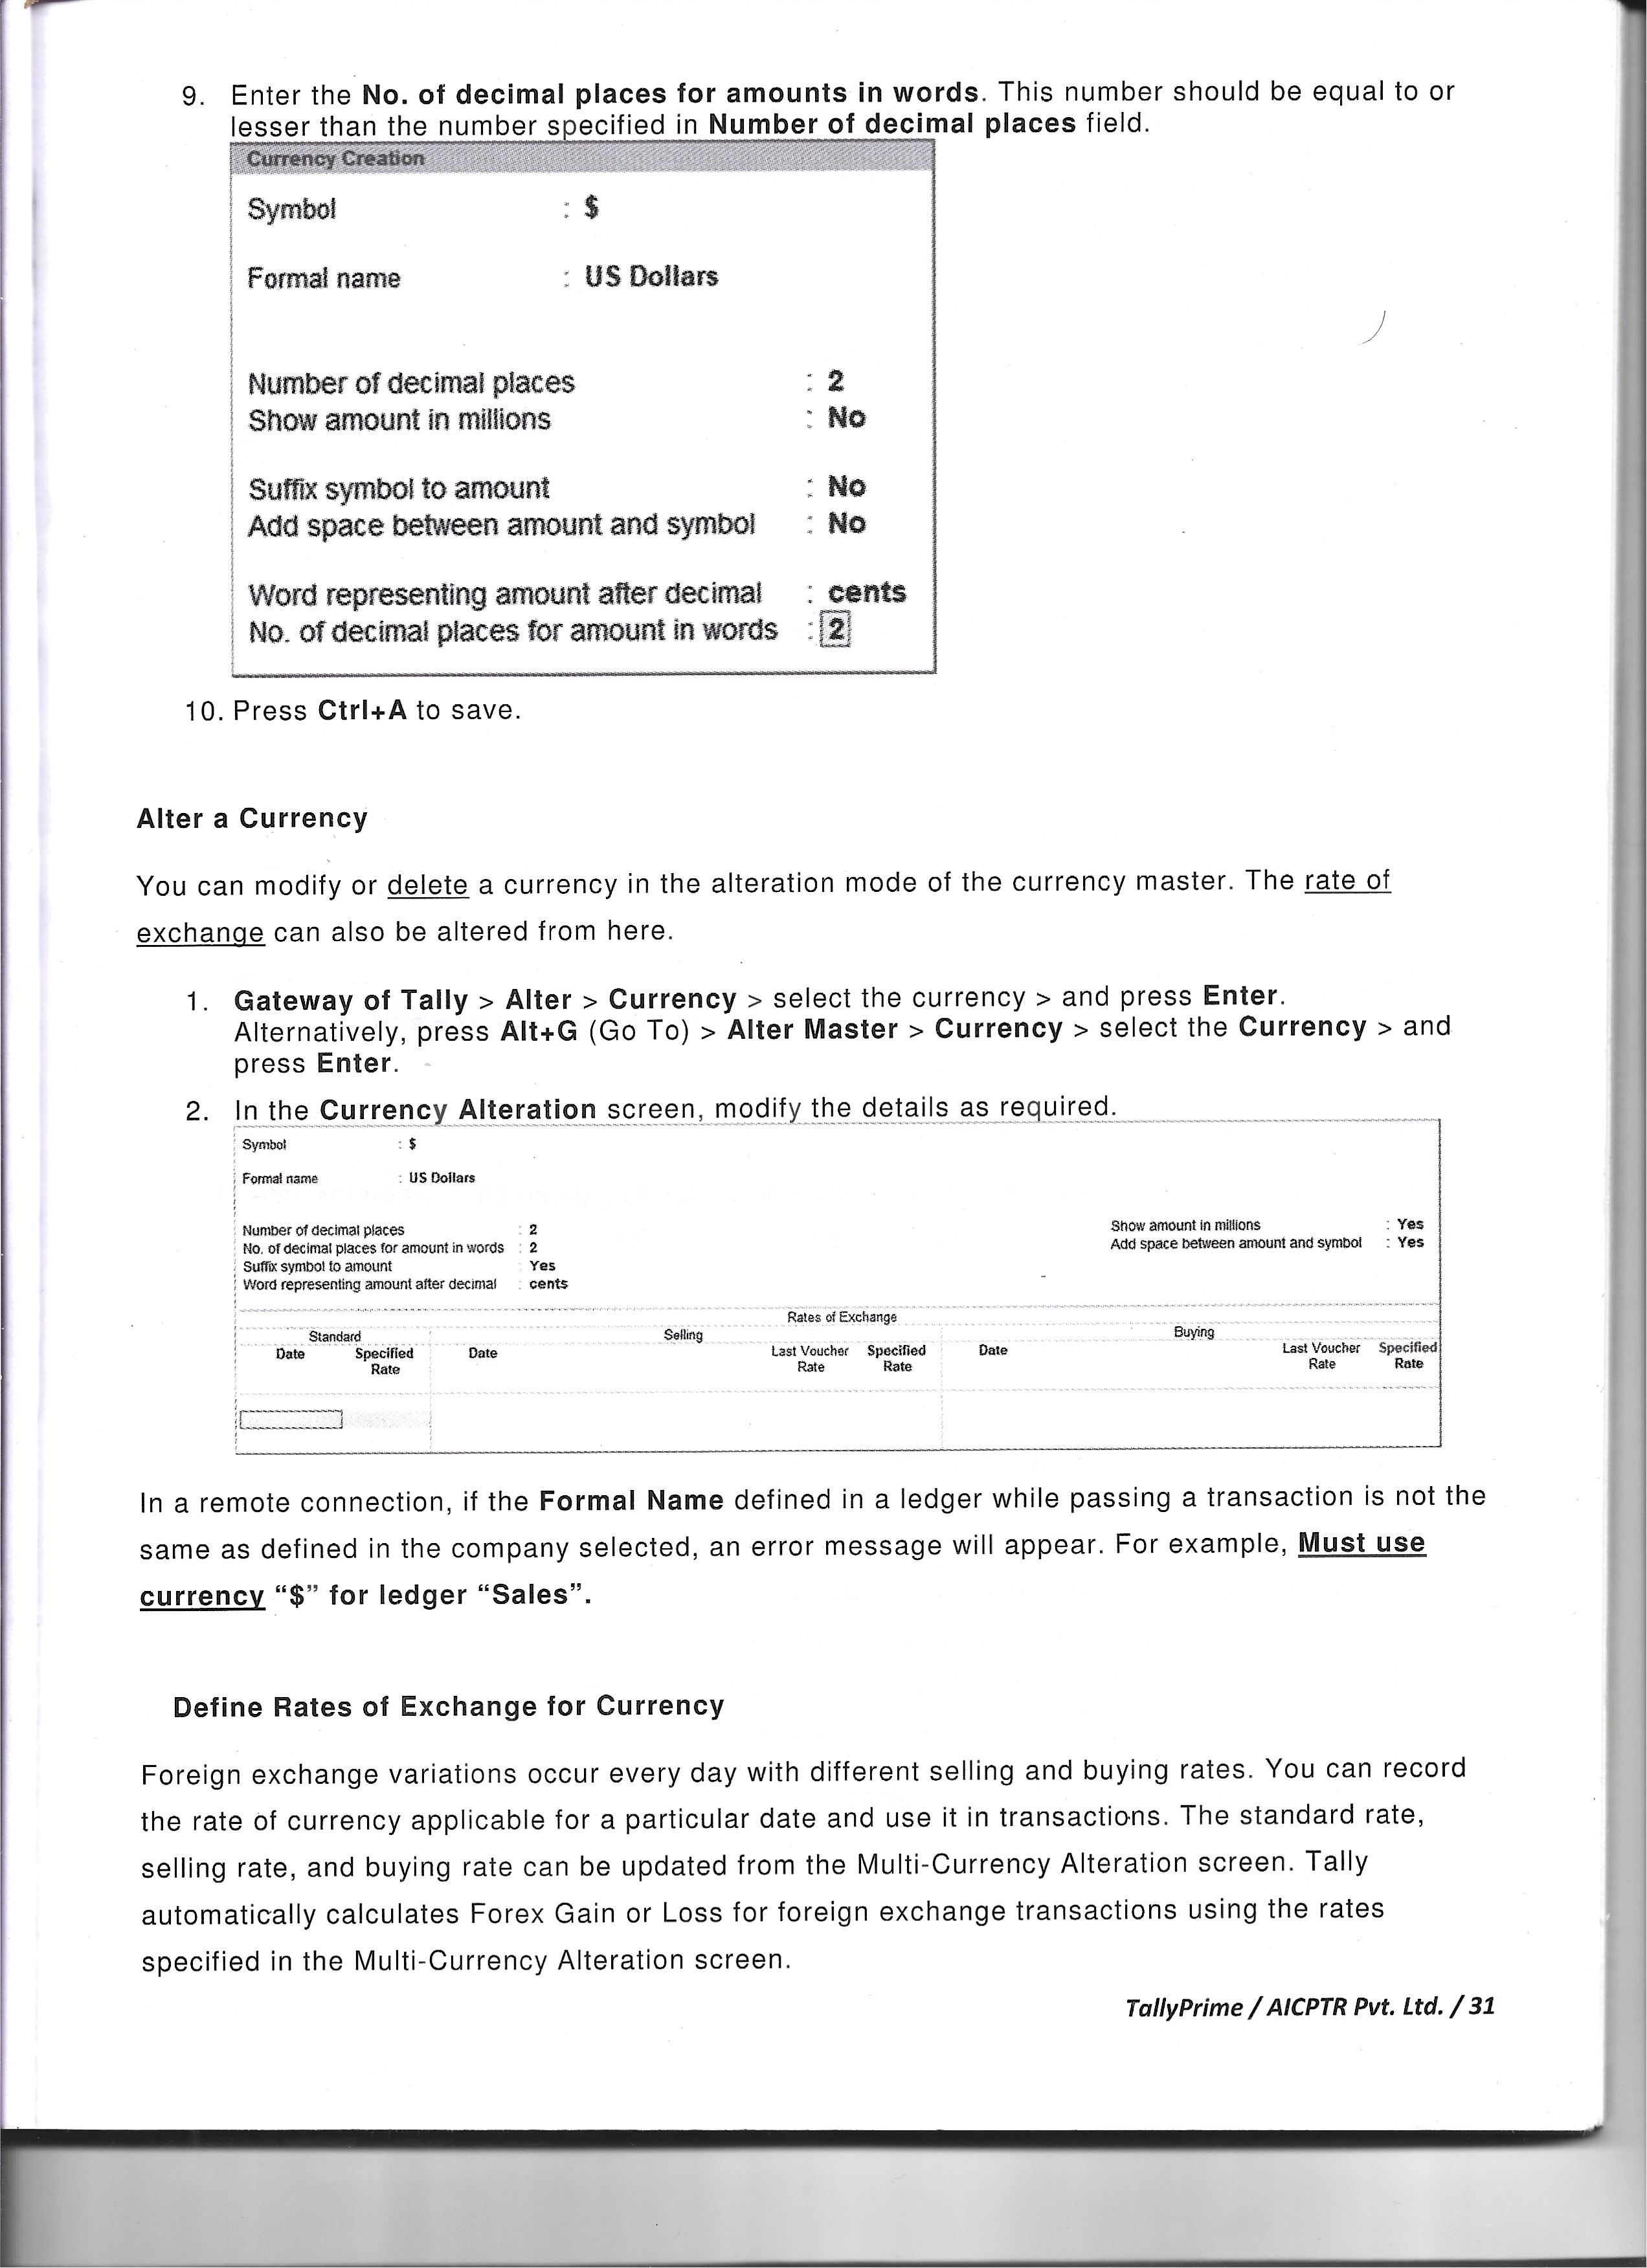 9. Enter the No. of decimal places for amounts in words. This number should be equal to or
lesser than the number specified in Number of decimal places field.
Currency Creation
Symbol : $
Formal name : US Dollars
Number of decimal places : 2
Show amount in millions : No
Suffix symbol to amount : No
Add space between amount and symbol : No
Word representing amount after decimal : cents
No. of decimal places for amount in words : 2
10. Press Ctrl+A to save.
Alter a Currency
You can modify or delete a currency in the alteration mode of the currency master. The rate of
exchange can also be altered from here.
1. Gateway of Tally > Alter > Currency > select the currency > and press Enter.
Alternatively, press Alt+G (Go To) > Alter Master > Currency > select the Currency > and
press Enter.
2. In the Currency Alteration screen, modify the details as required.
Symbol : $
Formal name : US Dollars
Number of decimal places : 2 Show amount in millions : Yes
No. of decimal places for amount in words : 2 Add space between amount and symbol : Yes
Suffix symbol to amount : Yes
Word representing amount after decimal : cents
Rates of Exchange
Standard Selling Buying
Date Specified Date Last Voucher Specified Date Last Voucher Specified
Rate Rate Rate Rate Rate
In a remote connection, if the Formal Name defined in a ledger while passing a transaction is not the
same as defined in the company selected, an error message will appear. For example, Must use
currency “$” for ledger “Sales”.
Define Rates of Exchange for Currency
Foreign exchange variations occur every day with different selling and buying rates. You can record
the rate of currency applicable for a particular date and use it in transactions. The standard rate,
selling rate, and buying rate can be updated from the Multi-Currency Alteration screen. Tally
automatically calculates Forex Gain or Loss for foreign exchange transactions using the rates
specified in the Multi-Currency Alteration screen.
TallyPrime / AICPTR Pvt. Ltd. / 31